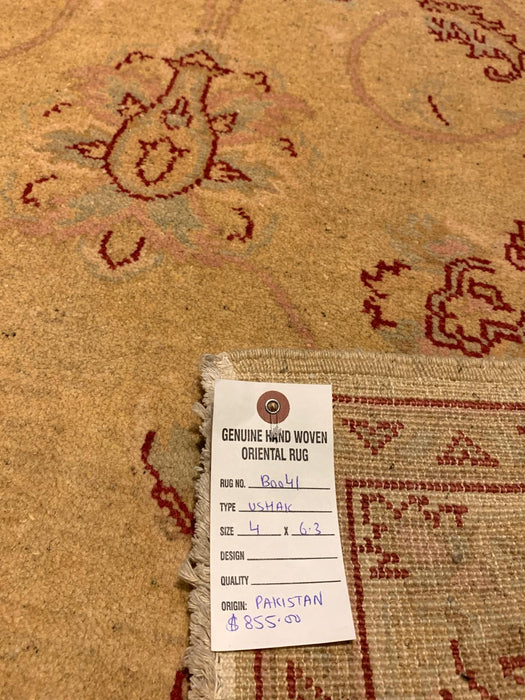 GENUINE HAND WOVEN
ORIENTAL RUG
RUG NO. B0041
TYPE USHAK
SIZE 4 X 6.3
DESIGN
QUALITY
ORIGIN: PAKISTAN
$855.00